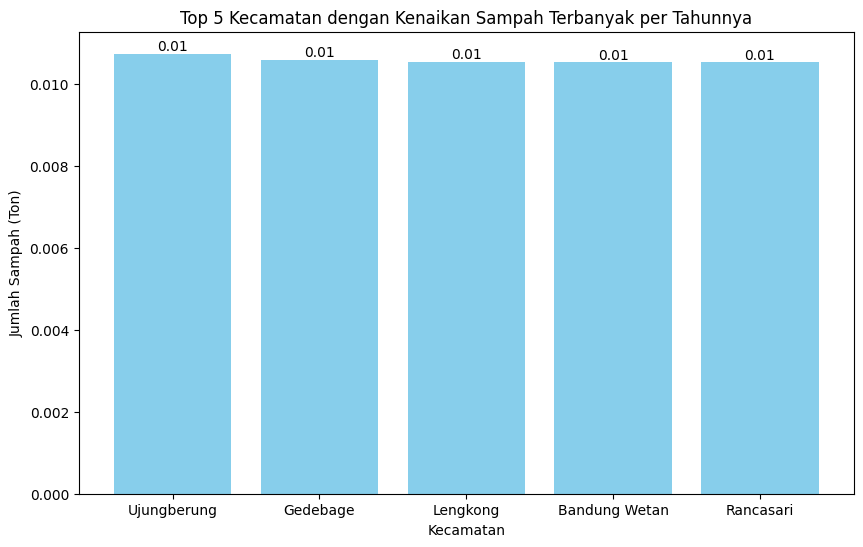 Top 5 Kecamatan dengan Kenaikan Sampah Terbanyak per Tahunnya
0.01 0.01 0.01 0.01 0.01
0.010
0.008
0.006
0.004
0.002
0.000
Jumlah Sampah (Ton)
Ujungberung Gedebage Lengkong Bandung Wetan Rancasari
Kecamatan